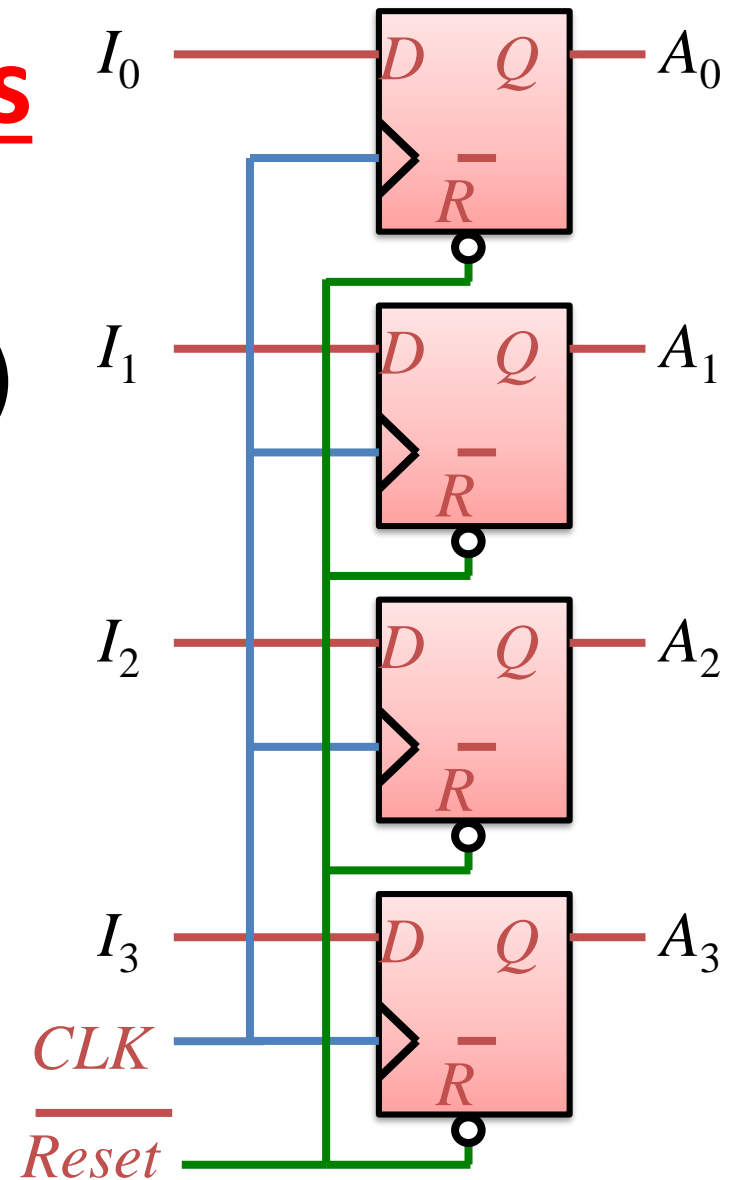 s
)
I₀ D Q A₀
R
I₁ D Q A₁
R
I₂ D Q A₂
R
I₃ D Q A₃
CLK
R
Reset